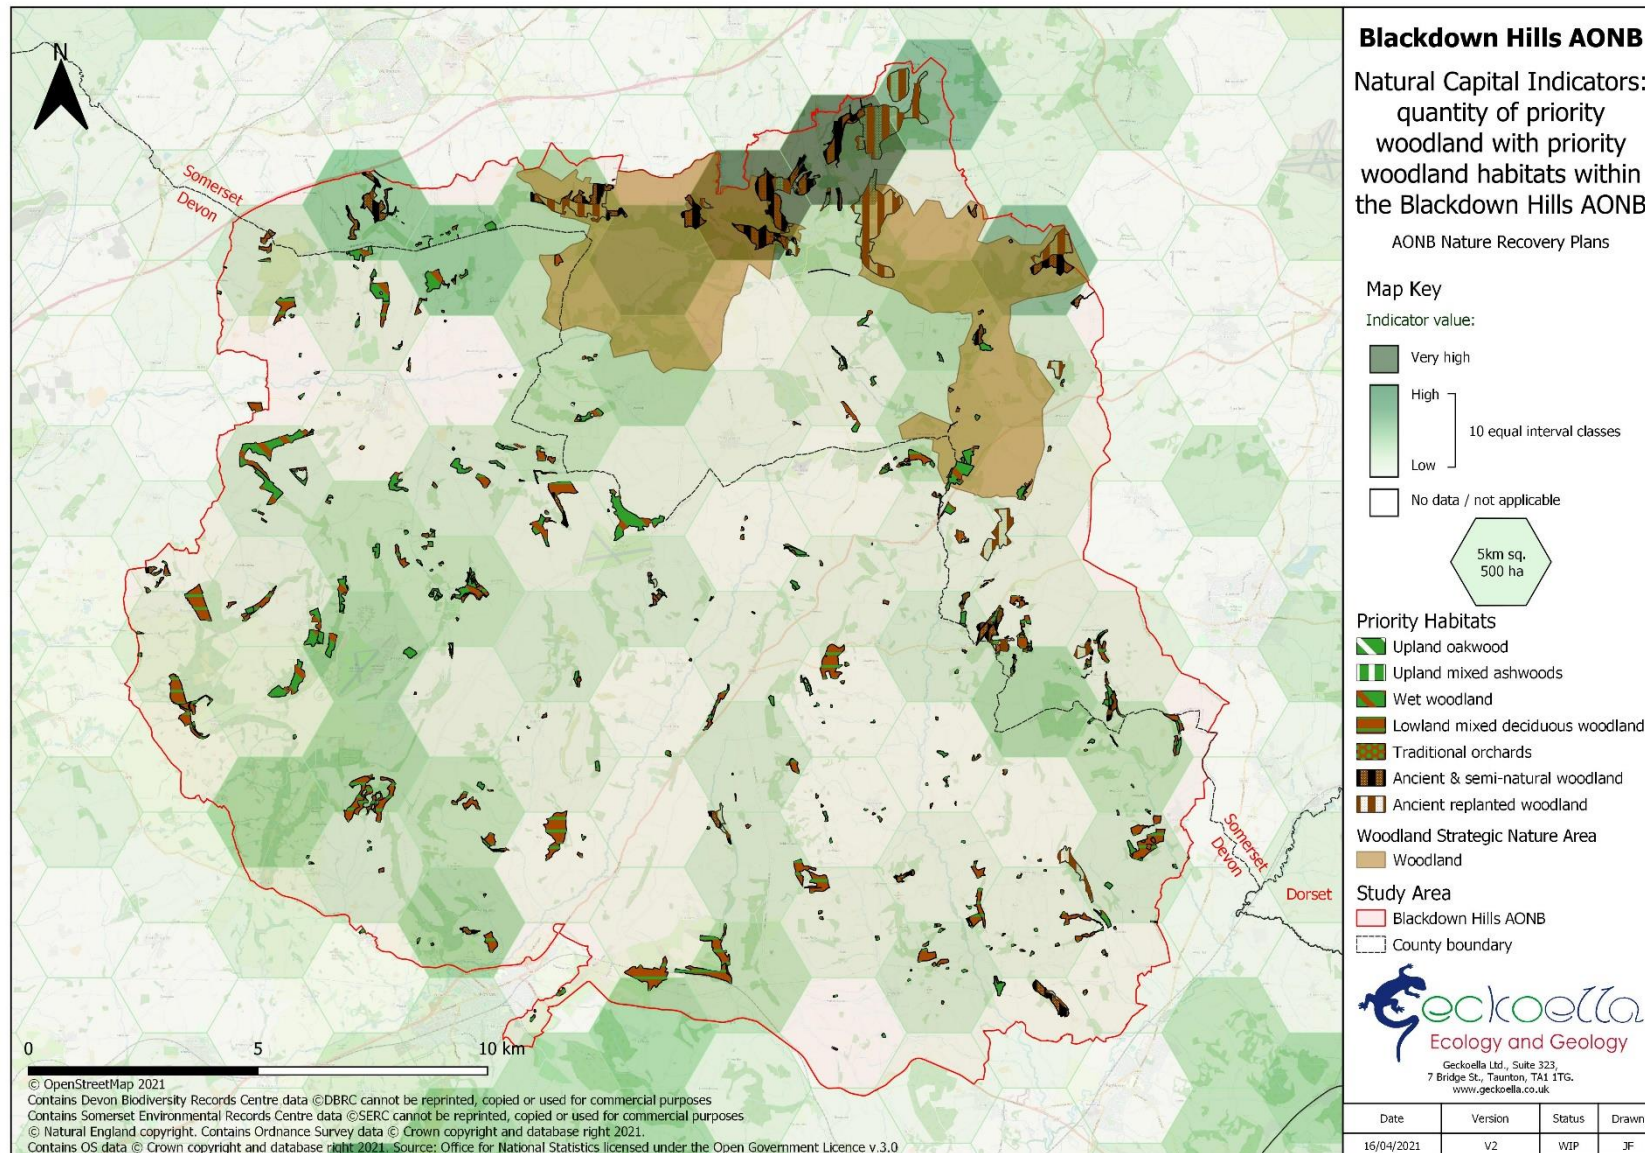 N
Somerset
Devon
Somerset
Devon
Dorset
0 5 10 km
© OpenStreetMap 2021
Contains Devon Biodiversity Records Centre data ©DBRC cannot be reprinted, copied or used for commercial purposes
Contains Somerset Environmental Records Centre data ©SERC cannot be reprinted, copied or used for commercial purposes
© Natural England copyright. Contains Ordnance Survey data © Crown copyright and database right 2021.
Contains OS data © Crown copyright and database right 2021. Source: Office for National Statistics licensed under the Open Government Licence v.3.0
Blackdown Hills AONB
Natural Capital Indicators:
quantity of priority
woodland with priority
woodland habitats within
the Blackdown Hills AONB
AONB Nature Recovery Plans
Map Key
Indicator value:
Very high
High
10 equal interval classes
Low
No data / not applicable
5km sq.
500 ha
Priority Habitats
Upland oakwood
Upland mixed ashwoods
Wet woodland
Lowland mixed deciduous woodland
Traditional orchards
Ancient & semi-natural woodland
Ancient replanted woodland
Woodland Strategic Nature Area
Woodland
Study Area
Blackdown Hills AONB
County boundary
Geckoella
Ecology and Geology
Geckoella Ltd., Suite 323,
7 Bridge St., Taunton, TA1 1TG.
www.geckoella.co.uk
Date Version Status Drawn
16/04/2021 V2 WIP JF